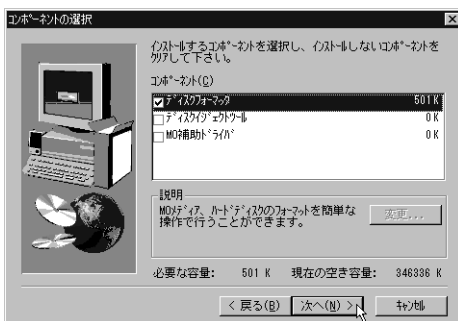 コンポーネントの選択
インストールするコンポーネントを選択し、インストールしないコンポーネントを
クリアして下さい。
コンポーネント(C)
ディスクフォーマッタ 501 K
ディスクイジェクトツール 0 K
MO補助ドライバ 0 K
説明
MOメディア、ハードディスクのフォーマットを簡単な
操作で行うことができます。
変更...
必要な容量: 501 K 現在の空き容量: 346336 K
< 戻る(B) 次へ(N) > キャンセル